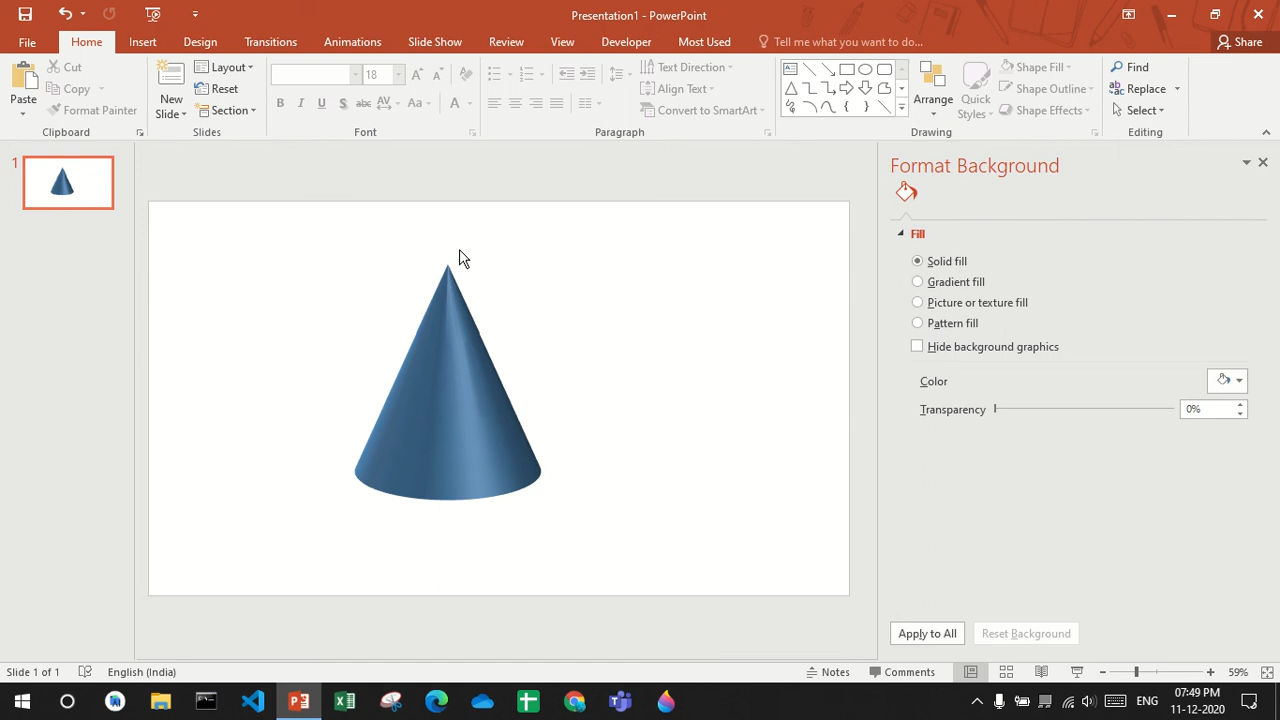 Presentation1 - PowerPoint
File Home Insert Design Transitions Animations Slide Show Review View Developer Most Used Tell me what you want to do... Share
Paste
Cut
Copy
Format Painter
Clipboard
New Slide
Layout
Reset
Section
Slides
18
B I U S abc AV Aa A
Font
Text Direction
Align Text
Convert to SmartArt
Paragraph
Arrange
Quick Styles
Shape Fill
Shape Outline
Shape Effects
Drawing
Find
Replace
Select
Editing
1
Format Background
Fill
Solid fill
Gradient fill
Picture or texture fill
Pattern fill
Hide background graphics
Color
Transparency 0%
Apply to All Reset Background
Slide 1 of 1 English (India) Notes Comments 59%
ENG
07:49 PM
11-12-2020